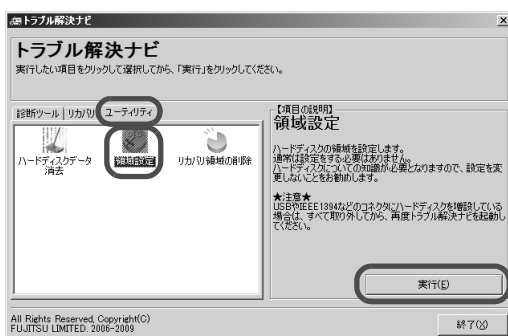 トラブル解決ナビ
トラブル解決ナビ
実行したい項目をクリックして選択してから、「実行」をクリックしてください。
診断ツール
リカバリ
ユーティリティ
ハードディスクデータ
消去
領域設定
リカバリ領域の削除
【項目の説明】
領域設定
ハードディスクの領域を設定します。
通常は設定をする必要はありません。
ハードディスクについての知識が必要となりますので、設定を変
更しないことをお勧めします。
★注意★
USBやIEEE1394などのコネクタにハードディスクを増設している
場合は、すべて取り外してから、再度トラブル解決ナビを起動し
てください。
実行(E)
All Rights Reserved, Copyright(C)
FUJITSU LIMITED. 2006-2009
終了(X)